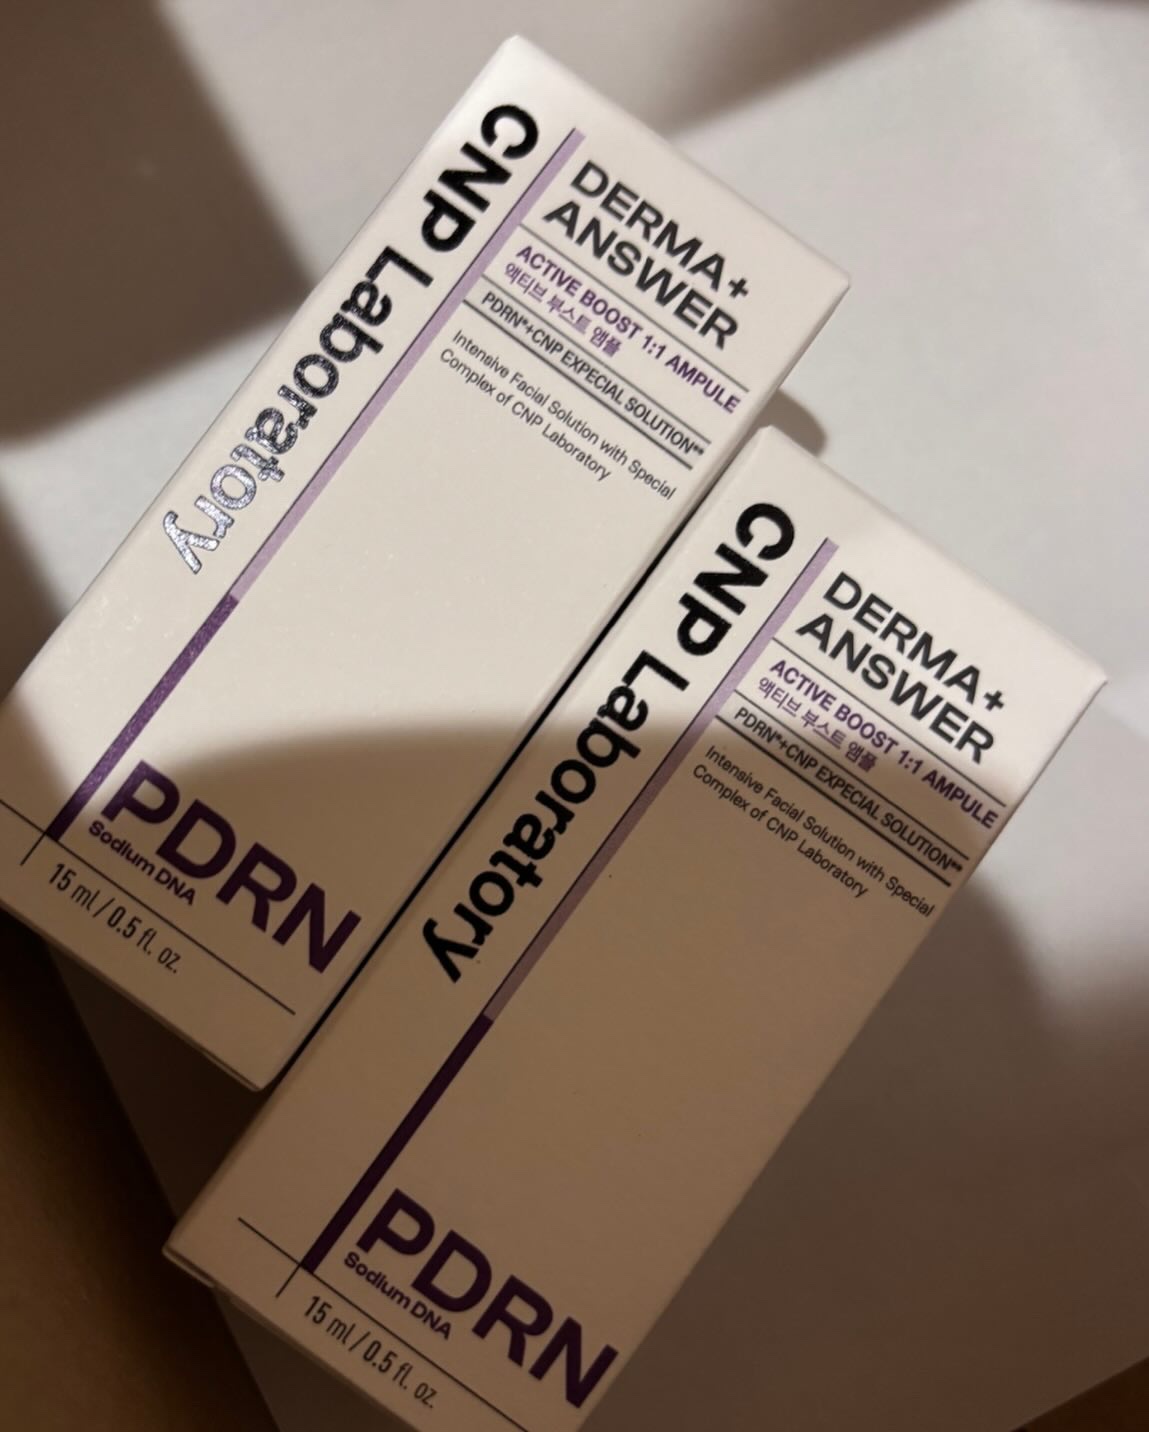 CNP Laboratory
DERMA+
ANSWER
ACTIVE BOOST 1:1 AMPULE
액티브 부스트 앰플
PDRN*+CNP EXPECIAL SOLUTION**
Intensive Facial Solution with Special
Complex of CNP Laboratory
PDRN
Sodium DNA
15 ml / 0.5 fl. oz.
CNP Laboratory
DERMA+
ANSWER
ACTIVE BOOST 1:1 AMPULE
액티브 부스트 앰플
PDRN*+CNP EXPECIAL SOLUTION**
Intensive Facial Solution with Special
Complex of CNP Laboratory
PDRN
Sodium DNA
15 ml / 0.5 fl. oz.